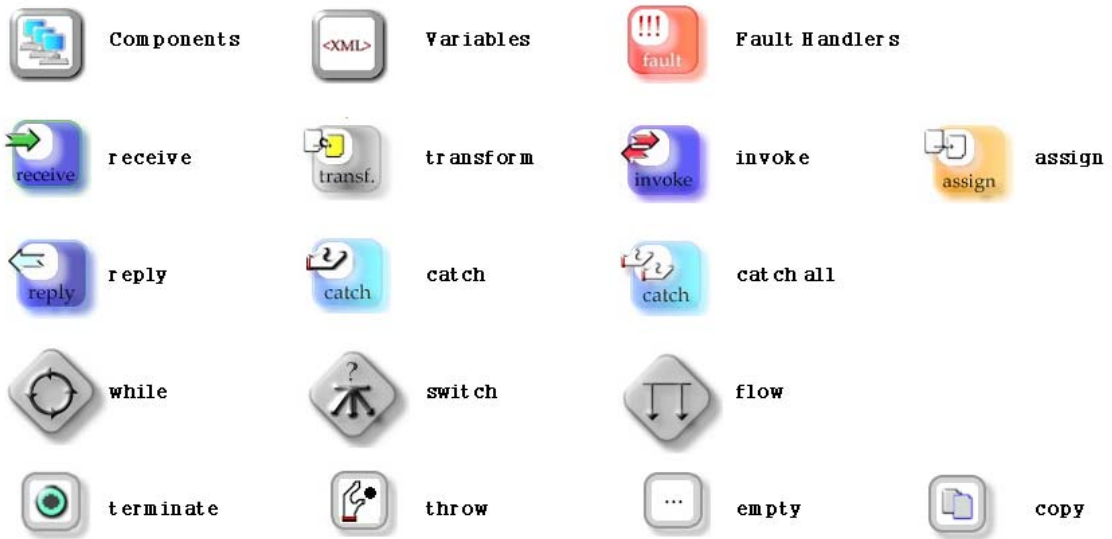 Components <XML> Variables !!! fault Fault Handlers
receive receive transf. transform invoke invoke assign assign
reply reply catch catch catch catch all
while ? switch flow
terminate throw ... empty copy